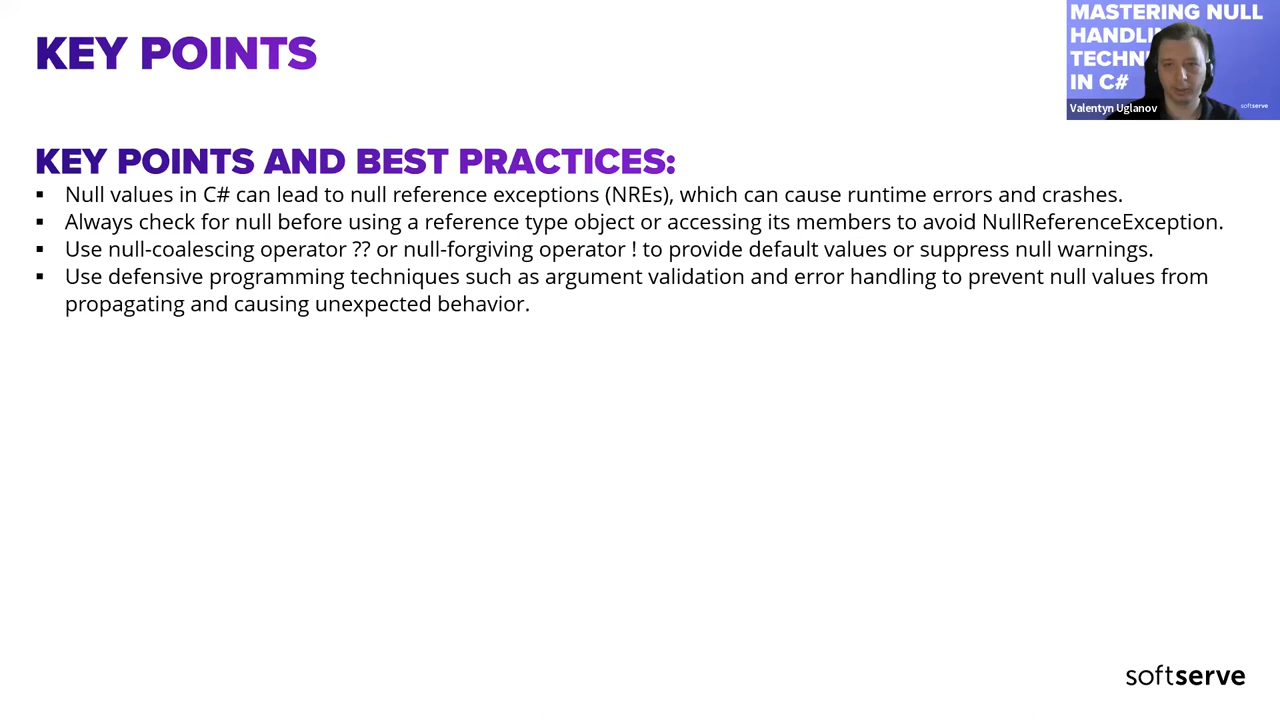 KEY POINTS
MASTERING NULL
HANDLI
TECHN
IN C#
Valentyn Uglanov
softserve
KEY POINTS AND BEST PRACTICES:
▪ Null values in C# can lead to null reference exceptions (NREs), which can cause runtime errors and crashes.
▪ Always check for null before using a reference type object or accessing its members to avoid NullReferenceException.
▪ Use null-coalescing operator ?? or null-forgiving operator ! to provide default values or suppress null warnings.
▪ Use defensive programming techniques such as argument validation and error handling to prevent null values from
propagating and causing unexpected behavior.
softserve